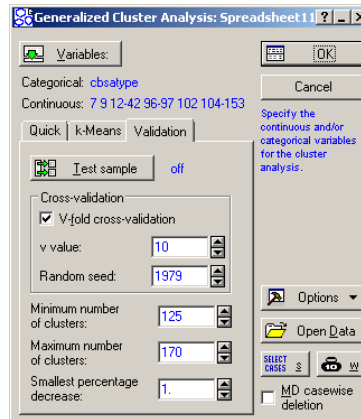 Generalized Cluster Analysis: Spreadsheet11
Variables:
OK
Cancel
Categorical: cbsatype
Continuous: 7 9 12-42 96-97 102 104-153
Specify the
continuous and/or
categorical variables
for the cluster
analysis.
Quick k-Means Validation
Test sample off
Cross-validation
V-fold cross-validation
v value: 10
Random seed: 1979
Minimum number
of clusters: 125
Maximum number
of clusters: 170
Smallest percentage
decrease: 1.
Options
Open Data
SELECT
CASES S W
MD casewise
deletion